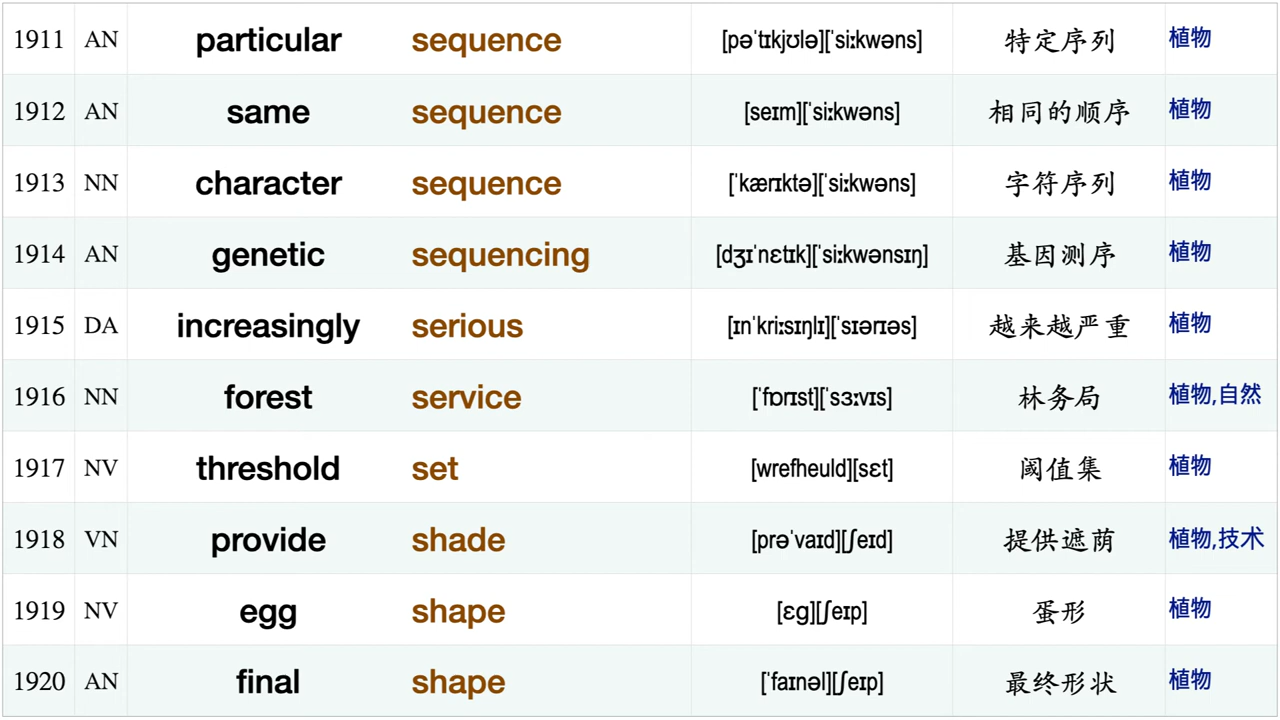 1911 AN particular sequence [pəˈtɪkjʊlə][ˈsiːkwəns] 特定序列 植物
1912 AN same sequence [seɪm][ˈsiːkwəns] 相同的顺序 植物
1913 NN character sequence [ˈkærɪktə][ˈsiːkwəns] 字符序列 植物
1914 AN genetic sequencing [dʒɪˈnɛtɪk][ˈsiːkwənsɪŋ] 基因测序 植物
1915 DA increasingly serious [ɪnˈkriːsɪŋlɪ][ˈsɪərɪəs] 越来越严重 植物
1916 NN forest service [ˈfɒrɪst][ˈsɜːvɪs] 林务局 植物,自然
1917 NV threshold set [wrefheuld][sɛt] 阈值集 植物
1918 VN provide shade [prəˈvaɪd][ʃeɪd] 提供遮荫 植物,技术
1919 NV egg shape [ɛg][ʃeɪp] 蛋形 植物
1920 AN final shape [ˈfaɪnəl][ʃeɪp] 最终形状 植物